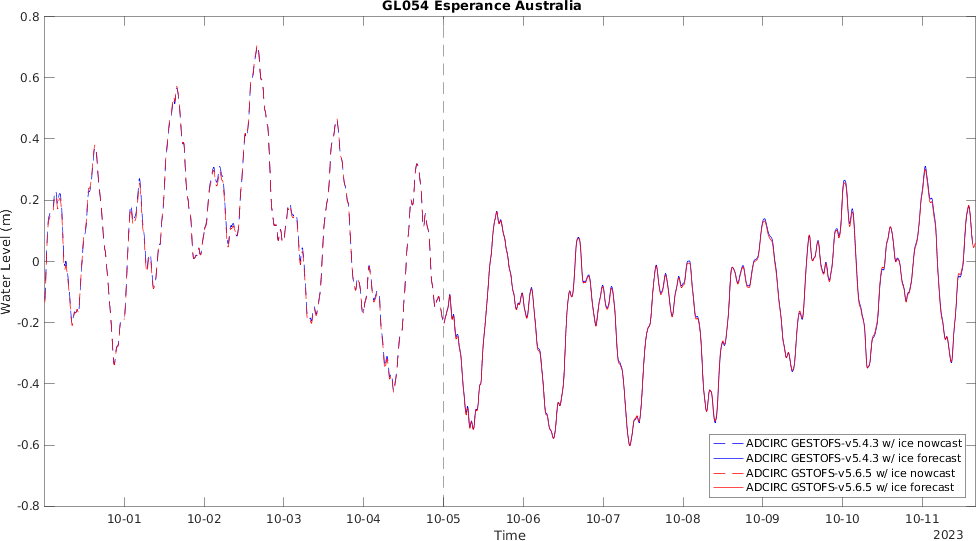 GL054 Esperance Australia
0.8
0.6
0.4
0.2
0
-0.2
-0.4
-0.6
-0.8
Water Level (m)
ADCIRC GESTOFS-v5.4.3 w/ ice nowcast
ADCIRC GESTOFS-v5.4.3 w/ ice forecast
ADCIRC GSTOFS-v5.6.5 w/ ice nowcast
ADCIRC GSTOFS-v5.6.5 w/ ice forecast
10-01 10-02 10-03 10-04 10-05 10-06 10-07 10-08 10-09 10-10 10-11
Time
2023